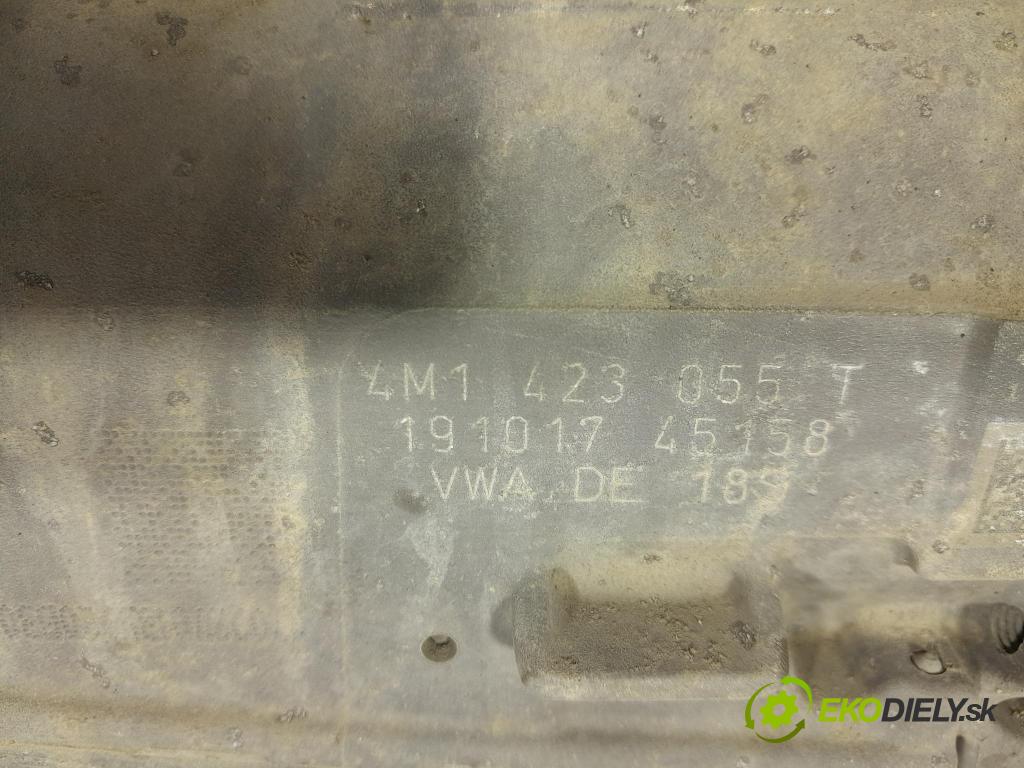 4M1 423 055 T
191017 45158
VWA DE 18S
EKODIELY.sk